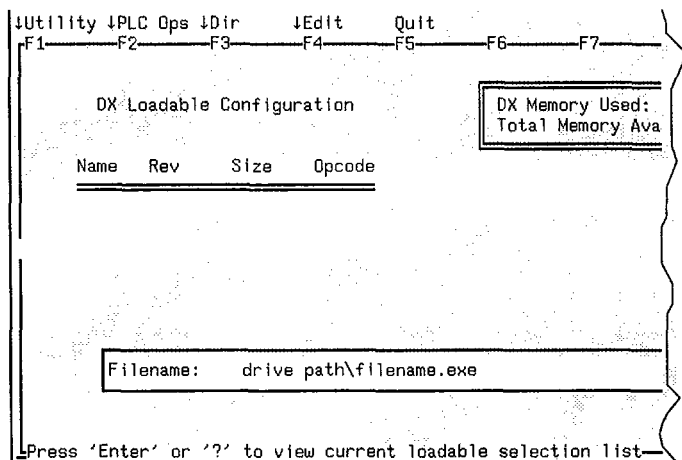 ↓Utility ↓PLC Ops ↓Dir ↓Edit Quit
F1 F2 F3 F4 F5 F6 F7
DX Loadable Configuration
DX Memory Used:
Total Memory Ava
Name Rev Size Opcode
Filename: drive path\filename.exe
Press 'Enter' or '?' to view current loadable selection list